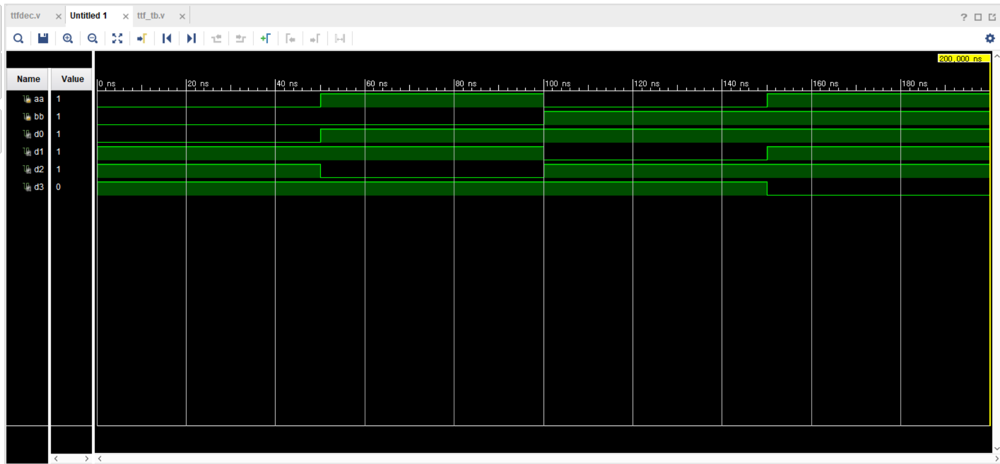 ttfdec.v × Untitled 1 × ttf_tb.v ×
?
200,000 ns
Name Value
0 ns 20 ns 40 ns 60 ns 80 ns 100 ns 120 ns 140 ns 160 ns 180 ns
aa 1
bb 1
d0 1
d1 1
d2 1
d3 0